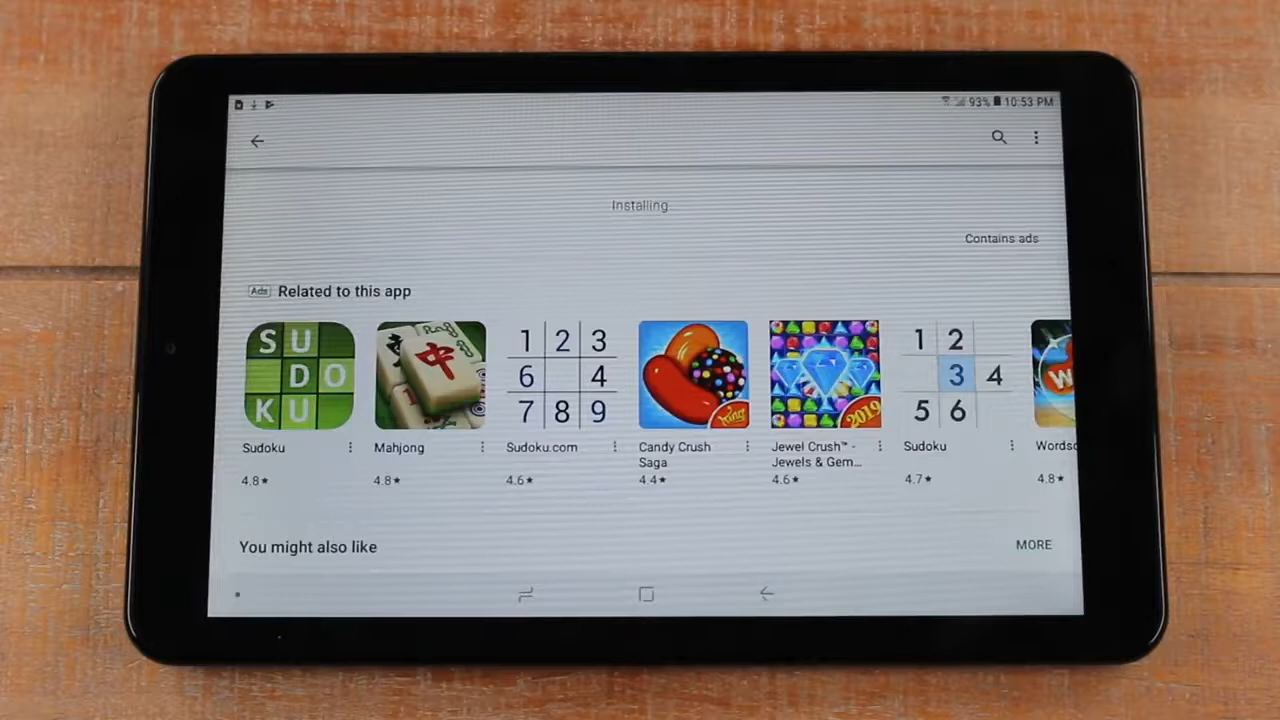 93% 10:53 PM
Installing
Contains ads
Ads Related to this app
S U
D O
K U
中
1 2 3
6 4
7 8 9
King
2019
1 2
3 4
5 6
W
Sudoku
Mahjong
Sudoku.com
Candy Crush
Saga
Jewel Crush™ -
Jewels & Gem...
Sudoku
Wordsc
4.8★
4.8★
4.6★
4.4★
4.6★
4.7★
4.8★
You might also like
MORE